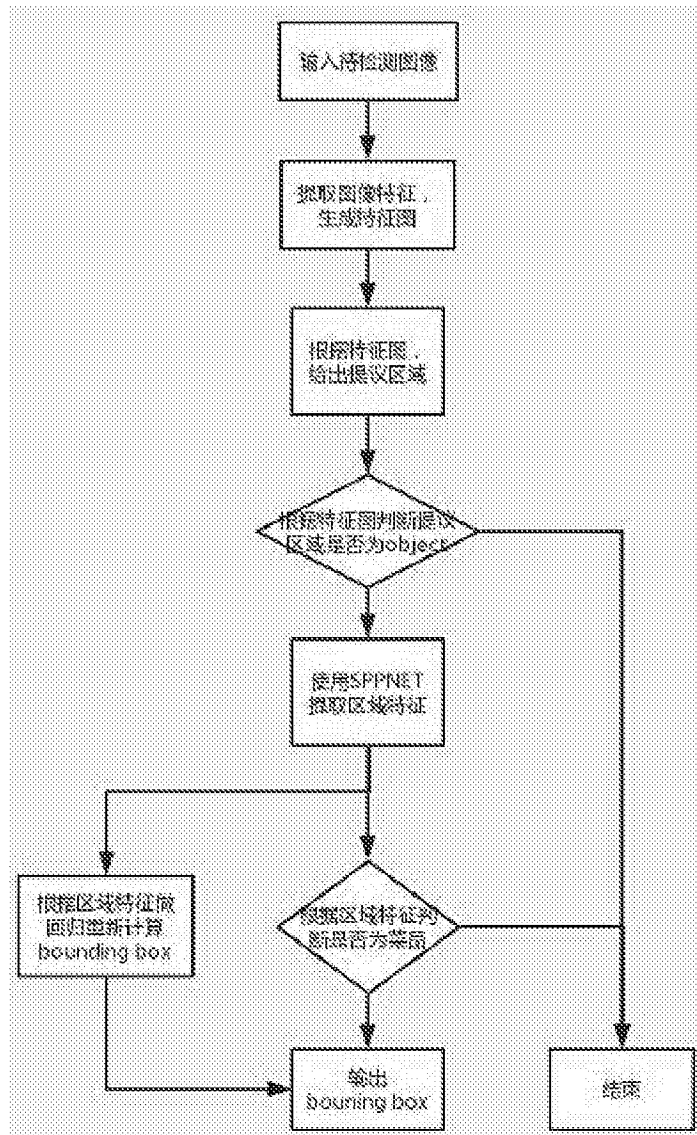 输入待检测图像
提取图像特征，
生成特征图
根据特征图，
给出提议区域
根据特征图判断提议
区域是否为object
使用SPPNET
提取区域特征
根据区域特征做
回归重新计算
bounding box
根据区域特征判
断是否为菜品
输出
bouning box
结束